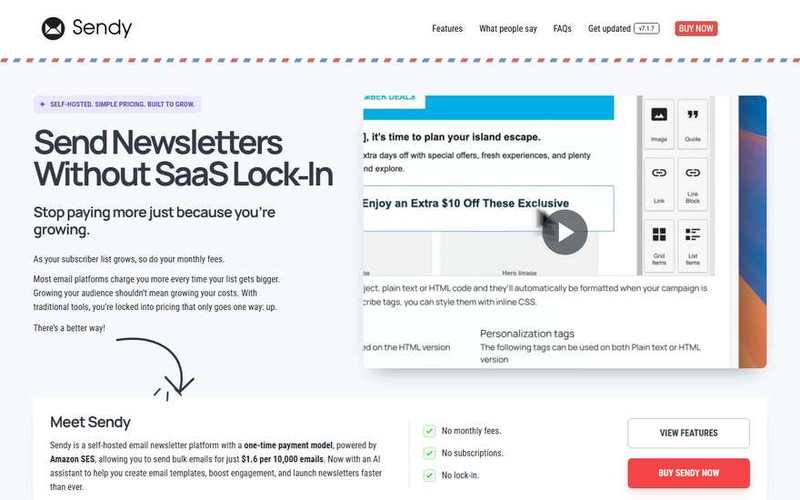 Sendy
Features
What people say
FAQs
Get updated
v7.1.?
BUY NOW
SELF-HOSTED. SIMPLE PRICING. BUILT TO GROW.
Send Newsletters
Without SaaS Lock-In
Stop paying more just because you're
growing.
As your subscriber list grows, so do your monthly fees.
Most email platforms charge you more every time your list gets bigger.
Growing your audience shouldn't mean growing your costs. With
traditional tools, you're locked into pricing that only goes one way: up.
There's a better way!
DEALS
], it's time to plan your island escape.
xtra days off with special offers, fresh experiences, and plenty
nd explore.
Enjoy an Extra $10 Off These Exclusive
Hero Image
Image
Quote
Link
Link
Block
Grid
Items
List
Items
ject, plain text or HTML code and they'll automatically be formatted when your campaign is
cribe tags, you can style them with inline CSS.
Personalization tags
ed on the HTML version
The following tags can be used on both Plain text or HTML
version
Meet Sendy
Sendy is a self-hosted email newsletter platform with a one-time payment model, powered by
Amazon SES, allowing you to send bulk emails for just $1.6 per 10,000 emails. Now with an AI
assistant to help you create email templates, boost engagement, and launch newsletters faster
than ever.
No monthly fees.
No subscriptions.
No lock-in.
VIEW FEATURES
BUY SENDY NOW